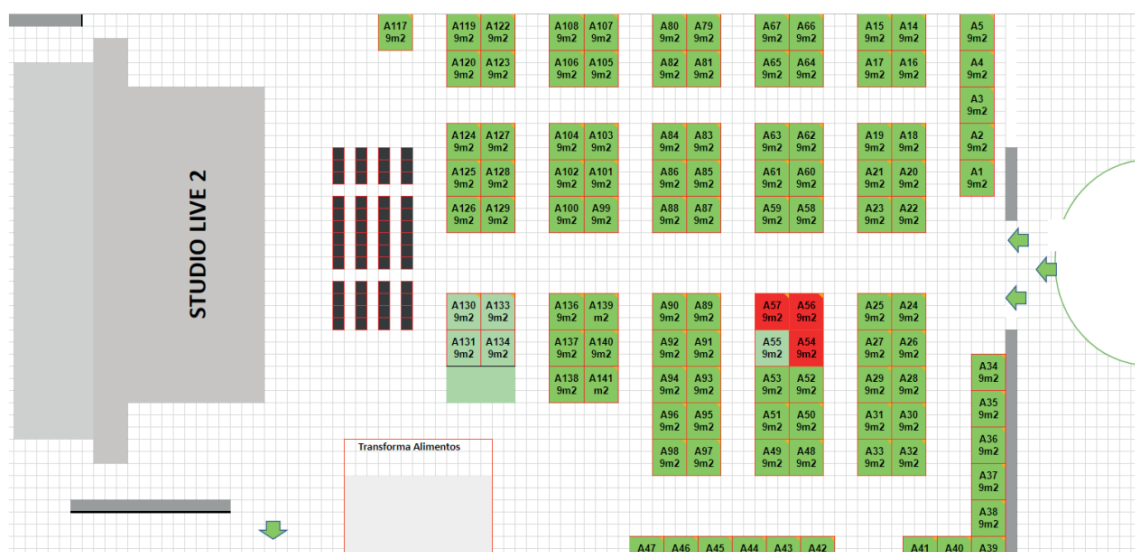 A117 A119 A122 A108 A107 A80 A79 A67 A66 A15 A14 A5
9m2 9m2 9m2 9m2 9m2 9m2 9m2 9m2 9m2 9m2 9m2 9m2
A120 A123 A106 A105 A82 A81 A65 A64 A17 A16 A4
9m2 9m2 9m2 9m2 9m2 9m2 9m2 9m2 9m2 9m2 9m2
A3
9m2
A124 A127 A104 A103 A84 A83 A63 A62 A19 A18 A2
9m2 9m2 9m2 9m2 9m2 9m2 9m2 9m2 9m2 9m2 9m2
A125 A128 A102 A101 A86 A85 A61 A60 A21 A20 A1
9m2 9m2 9m2 9m2 9m2 9m2 9m2 9m2 9m2 9m2 9m2
A126 A129 A100 A99 A88 A87 A59 A58 A23 A22
9m2 9m2 9m2 9m2 9m2 9m2 9m2 9m2 9m2 9m2
STUDIO LIVE 2
A130 A133 A136 A139 A90 A89 A57 A56 A25 A24
9m2 9m2 9m2 m2 9m2 9m2 9m2 9m2 9m2 9m2
A131 A134 A137 A140 A92 A91 A55 A54 A27 A26
9m2 9m2 9m2 9m2 9m2 9m2 9m2 9m2 9m2 9m2
A138 A141 A94 A93 A53 A52 A29 A28 A34
9m2 m2 9m2 9m2 9m2 9m2 9m2 9m2 9m2
A96 A95 A51 A50 A31 A30 A35
9m2 9m2 9m2 9m2 9m2 9m2 9m2
Transforma Alimentos A98 A97 A49 A48 A33 A32 A36
9m2 9m2 9m2 9m2 9m2 9m2 9m2
A37
9m2
A38
9m2
A47 A46 A45 A44 A43 A42 A41 A40 A39